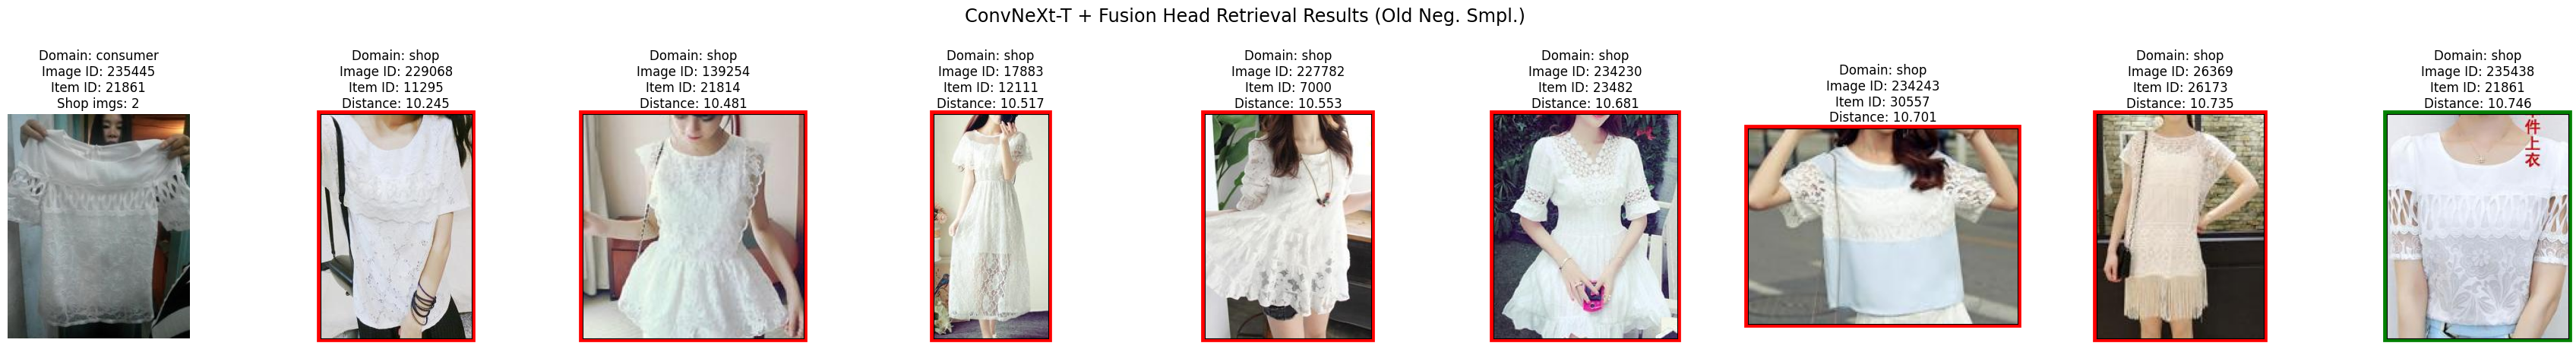 ConvNeXt-T + Fusion Head Retrieval Results (Old Neg. Smpl.)
Domain: consumer
Image ID: 235445
Item ID: 21861
Shop imgs: 2
Domain: shop
Image ID: 229068
Item ID: 11295
Distance: 10.245
Domain: shop
Image ID: 139254
Item ID: 21814
Distance: 10.481
Domain: shop
Image ID: 17883
Item ID: 12111
Distance: 10.517
Domain: shop
Image ID: 227782
Item ID: 7000
Distance: 10.553
Domain: shop
Image ID: 234230
Item ID: 23482
Distance: 10.681
Domain: shop
Image ID: 234243
Item ID: 30557
Distance: 10.701
Domain: shop
Image ID: 26369
Item ID: 26173
Distance: 10.735
Domain: shop
Image ID: 235438
Item ID: 21861
Distance: 10.746
件上衣